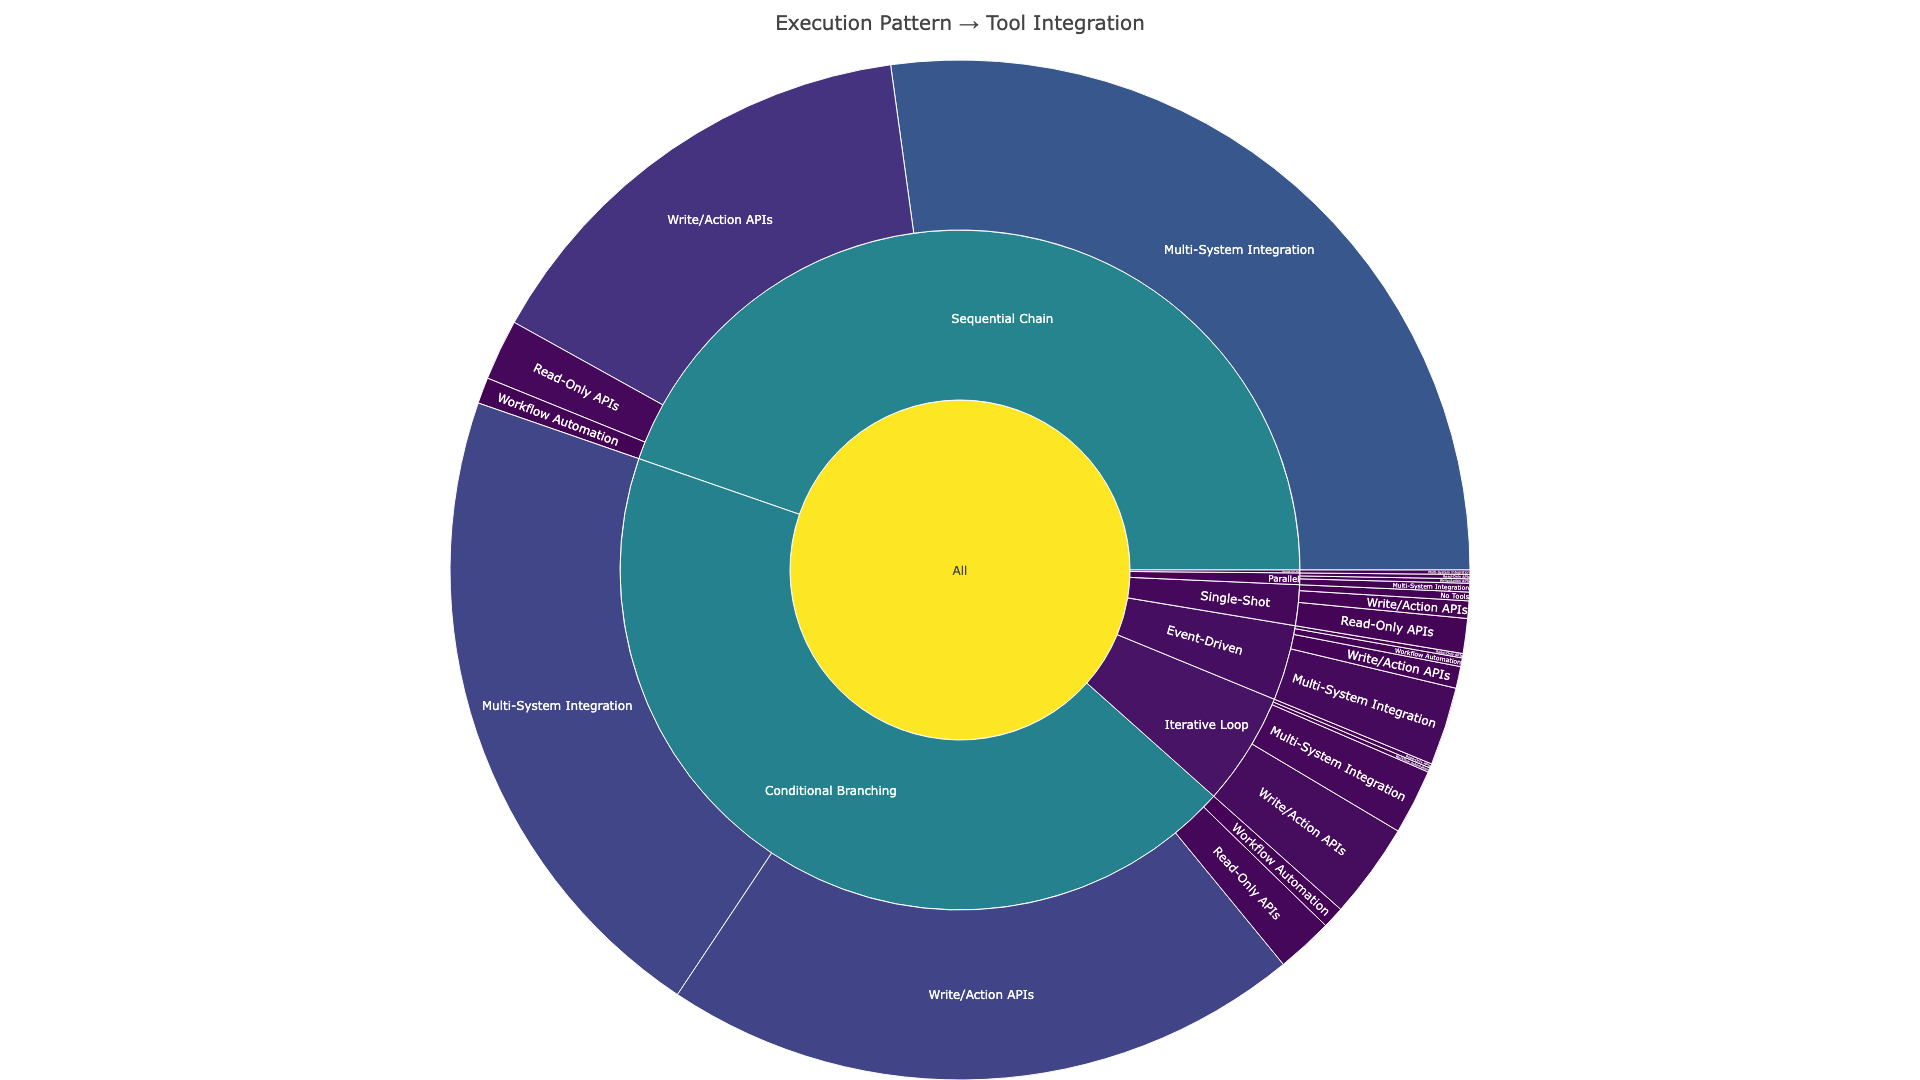 Execution Pattern → Tool Integration
Write/Action APIs
Multi-System Integration
Sequential Chain
Read-Only APIs
Workflow Automation
All
Parallel
Multi-System Integration
No Tools
Single-Shot
Write/Action APIs
Read-Only APIs
Event-Driven
Workflow Automation
Write/Action APIs
Multi-System Integration
Iterative Loop
Multi-System Integration
Write/Action APIs
Multi-System Integration
Conditional Branching
Workflow Automation
Read-Only APIs
Write/Action APIs